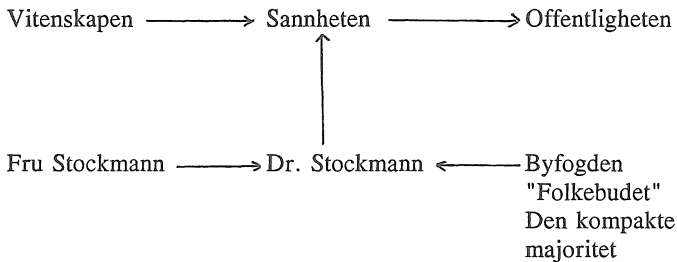 Vitenskapen Sannheten Offentligheten
Fru Stockmann Dr. Stockmann Byfogden
"Folkebudet"
Den kompakte
majoritet